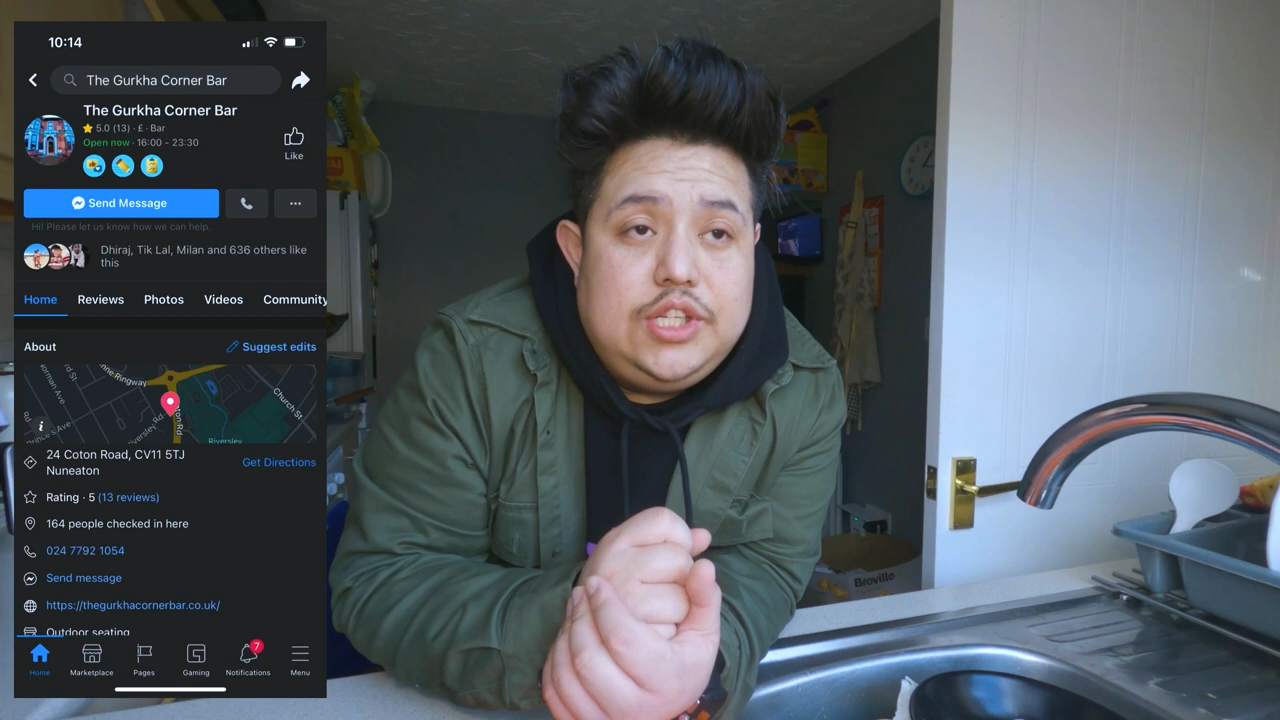 10:14
The Gurkha Corner Bar
The Gurkha Corner Bar
5.0 (13) · £ · Bar
Open now · 16:00 - 23:30
Like
Send Message
Hi! Please let us know how we can help.
Dhiraj, Tik Lal, Milan and 636 others like
this
Home
Reviews
Photos
Videos
Community
About
Suggest edits
Church St.
Riversley
24 Coton Road, CV11 5TJ
Nuneaton
Get Directions
Rating · 5 (13 reviews)
164 people checked in here
024 7792 1054
Send message
https://thegurkhacornerbar.co.uk/
Outdoor seating
Home
Marketplace
Pages
Gaming
7
Notifications
Menu
Breville